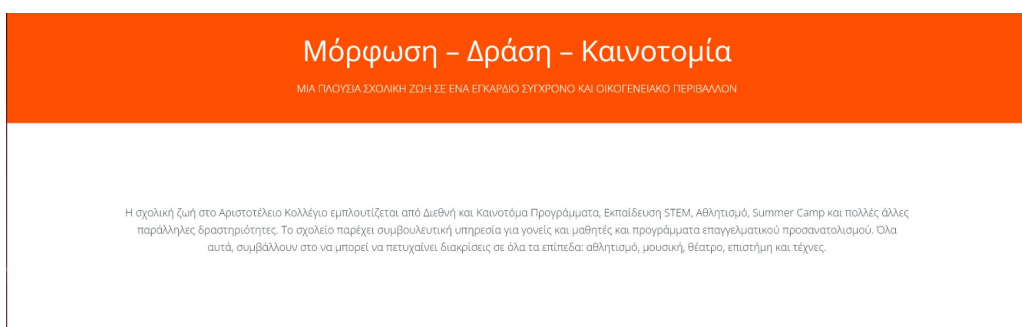 Μόρφωση – Δράση – Καινοτομία
ΜΙΑ ΠΛΟΥΣΙΑ ΣΧΟΛΙΚΗ ΖΩΗ ΣΕ ΕΝΑ ΕΓΚΑΡΔΙΟ ΣΥΓΧΡΟΝΟ ΚΑΙ ΟΙΚΟΓΕΝΕΙΑΚΟ ΠΕΡΙΒΑΛΛΟΝ
Η σχολική ζωή στο Αριστοτέλειο Κολλέγιο εμπλουτίζεται από Διεθνή και Καινοτόμα Προγράμματα, Εκπαίδευση STEM, Αθλητισμό, Summer Camp και πολλές άλλες
παράλληλες δραστηριότητες. Το σχολείο παρέχει συμβουλευτική υπηρεσία για γονείς και μαθητές και προγράμματα επαγγελματικού προσανατολισμού. Όλα
αυτά, συμβάλλουν στο να μπορεί να πετυχαίνει διακρίσεις σε όλα τα επίπεδα: αθλητισμό, μουσική, θέατρο, επιστήμη και τέχνες.